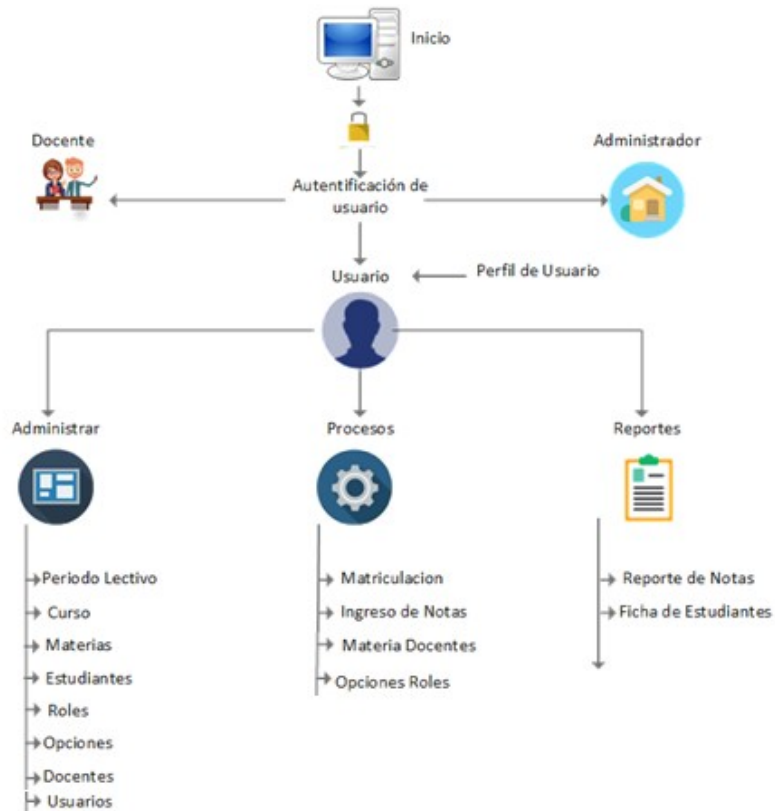 Inicio
Docente
Administrador
Autentificación de
usuario
Usuario
Perfil de Usuario
Administrar
Procesos
Reportes
Periodo Lectivo
Curso
Materias
Estudiantes
Roles
Opciones
Docentes
Usuarios
Matriculacion
Ingreso de Notas
Materia Docentes
Opciones Roles
Reporte de Notas
Ficha de Estudiantes